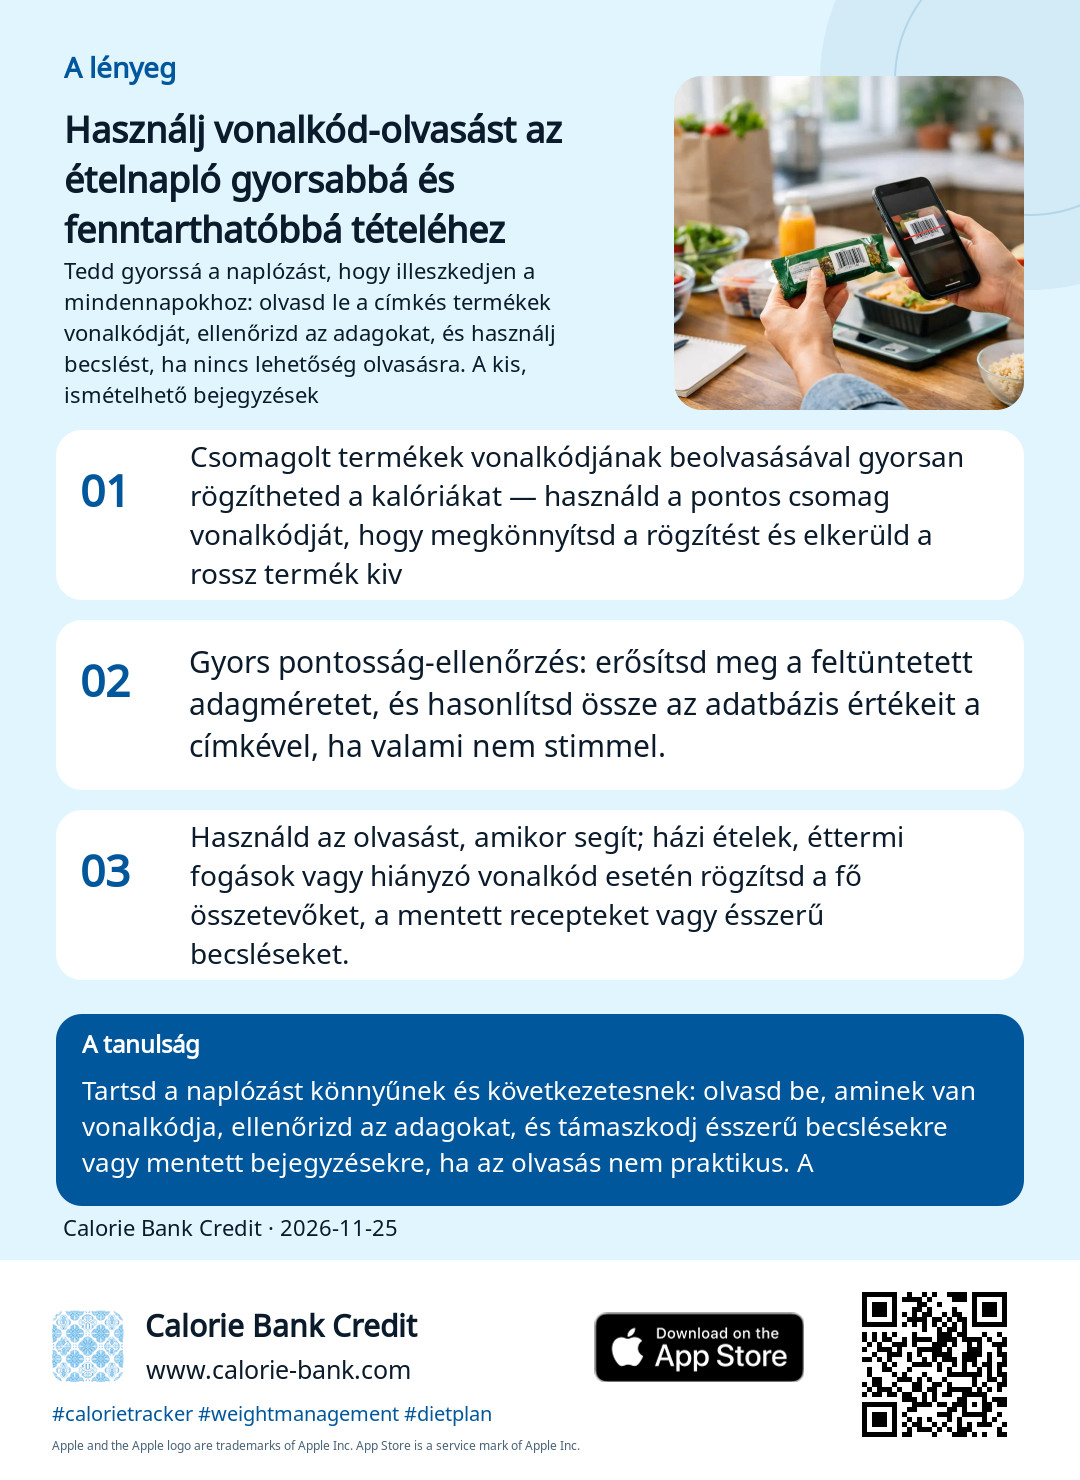 A lényeg
Használj vonalkód-olvasást az
ételnapló gyorsabbá és
fenntarthatóbbá tételéhez
Tedd gyorssá a naplózást, hogy illeszkedjen a
mindennapokhoz: olvasd le a címkés termékek
vonalkódját, ellenőrizd az adagokat, és használj
becslést, ha nincs lehetőség olvasásra. A kis,
ismételhető bejegyzések
01
Csomagolt termékek vonalkódjának beolvasásával gyorsan
rögzítheted a kalóriákat — használd a pontos csomag
vonalkódját, hogy megkönnyítsd a rögzítést és elkerüld a
rossz termék kiv
02
Gyors pontosság-ellenőrzés: erősítsd meg a feltüntetett
adagméretet, és hasonlítsd össze az adatbázis értékeit a
címkével, ha valami nem stimmel.
03
Használd az olvasást, amikor segít; házi ételek, éttermi
fogások vagy hiányzó vonalkód esetén rögzítsd a fő
összetevőket, a mentett recepteket vagy ésszerű
becsléseket.
A tanulság
Tartsd a naplózást könnyűnek és következetesnek: olvasd be, aminek van
vonalkódja, ellenőrizd az adagokat, és támaszkodj ésszerű becslésekre
vagy mentett bejegyzésekre, ha az olvasás nem praktikus. A
Calorie Bank Credit · 2026-11-25
Calorie Bank Credit
www.calorie-bank.com
Download on the
App Store
#calorietracker #weightmanagement #dietplan
Apple and the Apple logo are trademarks of Apple Inc. App Store is a service mark of Apple Inc.